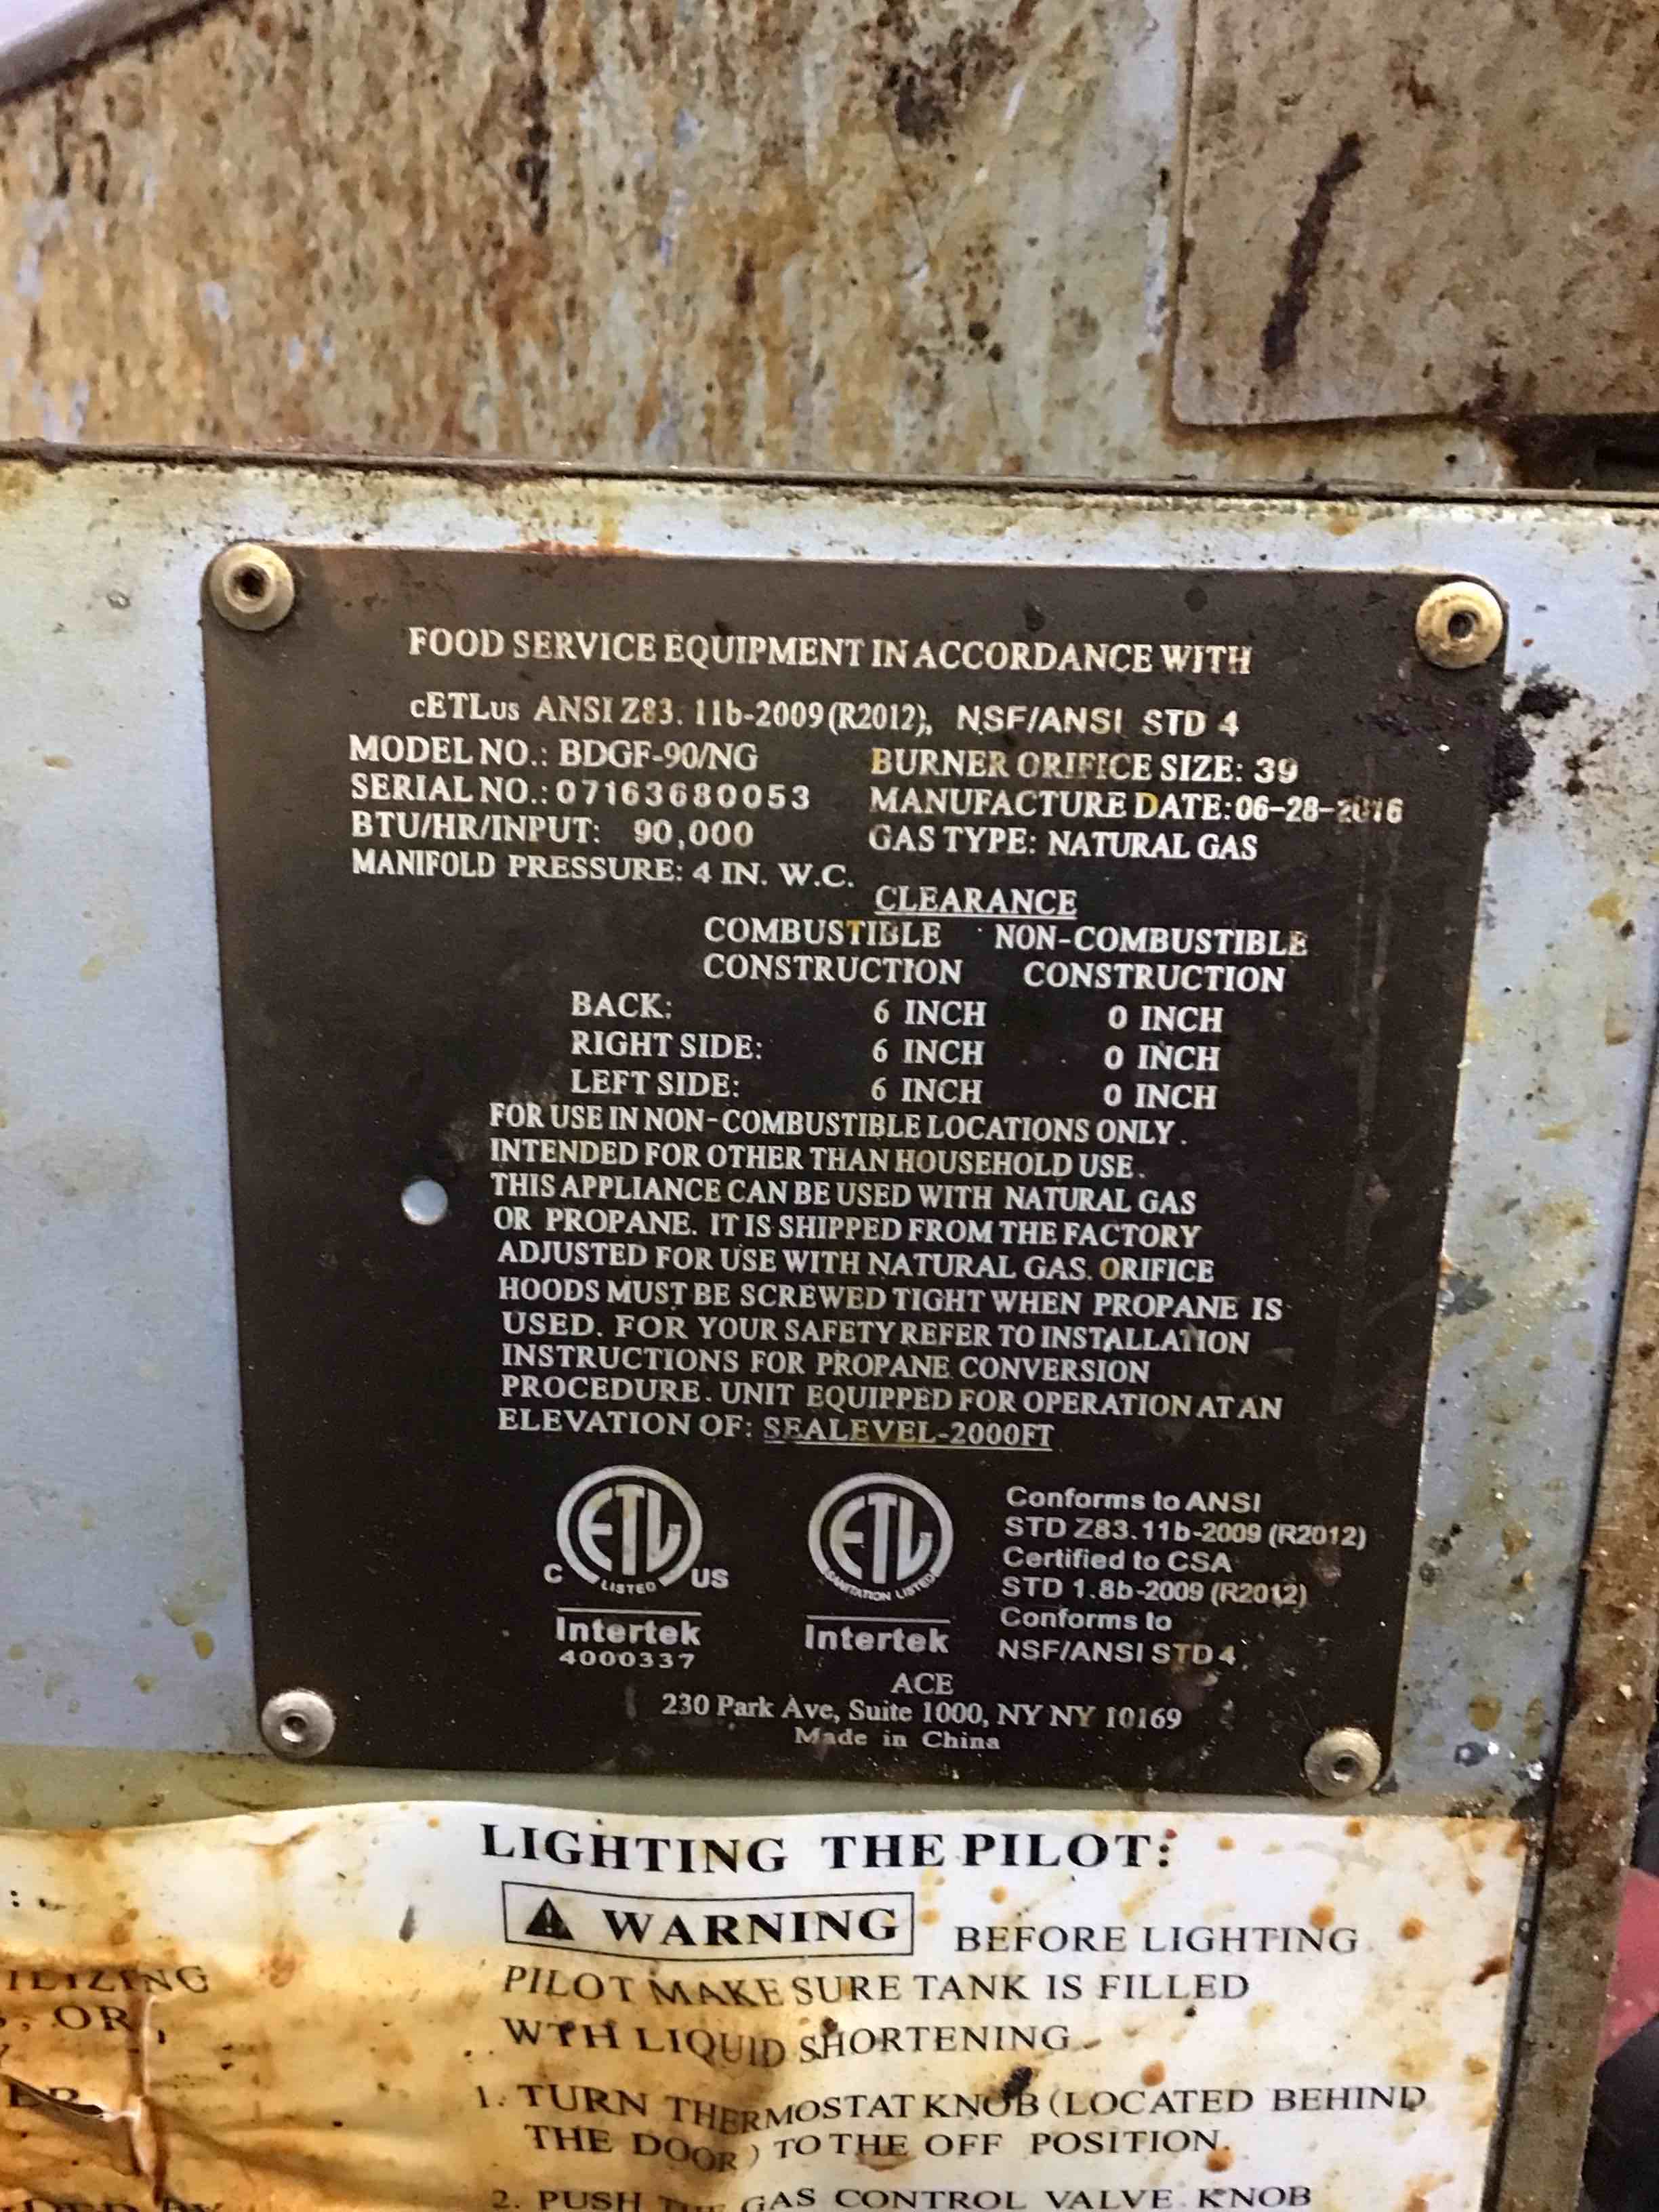 FOOD SERVICE EQUIPMENT IN ACCORDANCE WITH
cETLus ANSI Z83. 11b-2009 (R2012), NSF/ANSI STD 4
MODEL NO.: BDGF-90/NG BURNER ORIFICE SIZE: 39
SERIAL NO.: 07163680053 MANUFACTURE DATE: 06-28-2016
BTU/HR/INPUT: 90,000 GAS TYPE: NATURAL GAS
MANIFOLD PRESSURE: 4 IN. W.C.
CLEARANCE
COMBUSTIBLE NON-COMBUSTIBLE
CONSTRUCTION CONSTRUCTION
BACK: 6 INCH 0 INCH
RIGHT SIDE: 6 INCH 0 INCH
LEFT SIDE: 6 INCH 0 INCH
FOR USE IN NON-COMBUSTIBLE LOCATIONS ONLY.
INTENDED FOR OTHER THAN HOUSEHOLD USE.
THIS APPLIANCE CAN BE USED WITH NATURAL GAS
OR PROPANE. IT IS SHIPPED FROM THE FACTORY
ADJUSTED FOR USE WITH NATURAL GAS. ORIFICE
HOODS MUST BE SCREWED TIGHT WHEN PROPANE IS
USED. FOR YOUR SAFETY REFER TO INSTALLATION
INSTRUCTIONS FOR PROPANE CONVERSION
PROCEDURE. UNIT EQUIPPED FOR OPERATION AT AN
ELEVATION OF: SEALEVEL-2000FT
C ETL LISTED US
Intertek
4000337
ETL SANITATION LISTED
Intertek
Conforms to ANSI
STD Z83.11b-2009 (R2012)
Certified to CSA
STD 1.8b-2009 (R2012)
Conforms to
NSF/ANSI STD 4
ACE
230 Park Ave, Suite 1000, NY NY 10169
Made in China
LIGHTING THE PILOT:
WARNING BEFORE LIGHTING
PILOT MAKE SURE TANK IS FILLED
WTH LIQUID SHORTENING
1. TURN THERMOSTAT KNOB (LOCATED BEHIND
THE DOOR) TO THE OFF POSITION.
2. PUSH THE GAS CONTROL VALVE KNOB
OR,